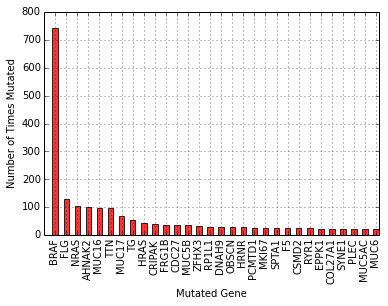 800
700
600
500
400
300
200
100
0
Number of Times Mutated
BRAF
FLG
NRAS
AHNAK2
MUC16
TTN
MUC17
TG
HRAS
CRIPAK
FRG1B
CDC27
MUC5B
ZFHX3
RP1L1
DNAH9
OBSCN
HRNR
PCMTD1
MKI67
SPTA1
F5
CSMD2
RYR1
EPPK1
COL27A1
SYNE1
PLEC
MUC5AC
MUC6
Mutated Gene